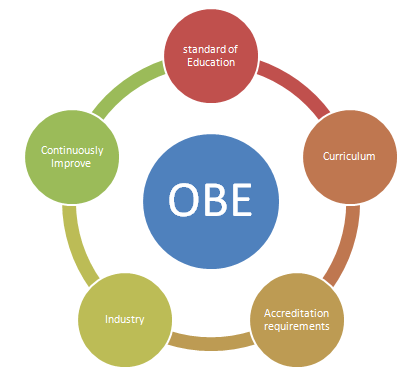 standard of
Education
Curriculum
Accreditation
requirements
Industry
Continuously
Improve
OBE